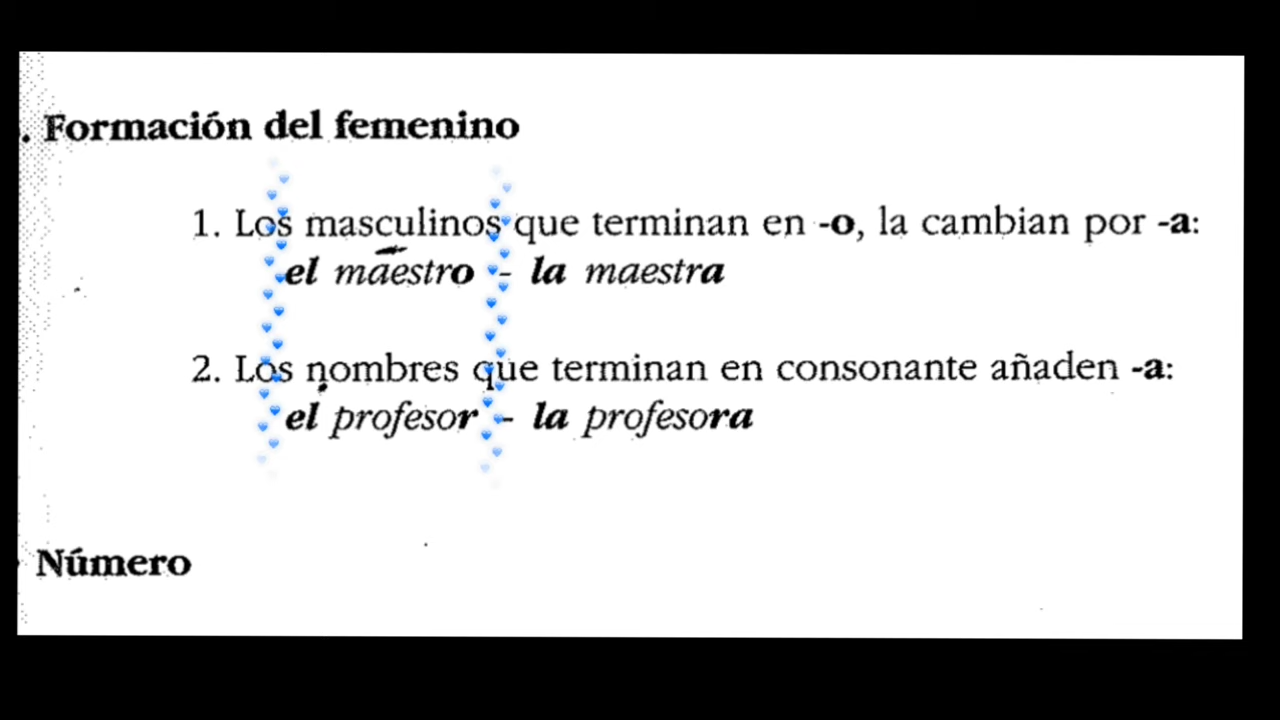 . Formación del femenino
1. Los masculinos que terminan en -o, la cambian por -a:
el maestro - la maestra
2. Los nombres que terminan en consonante añaden -a:
el profesor - la profesora
Número